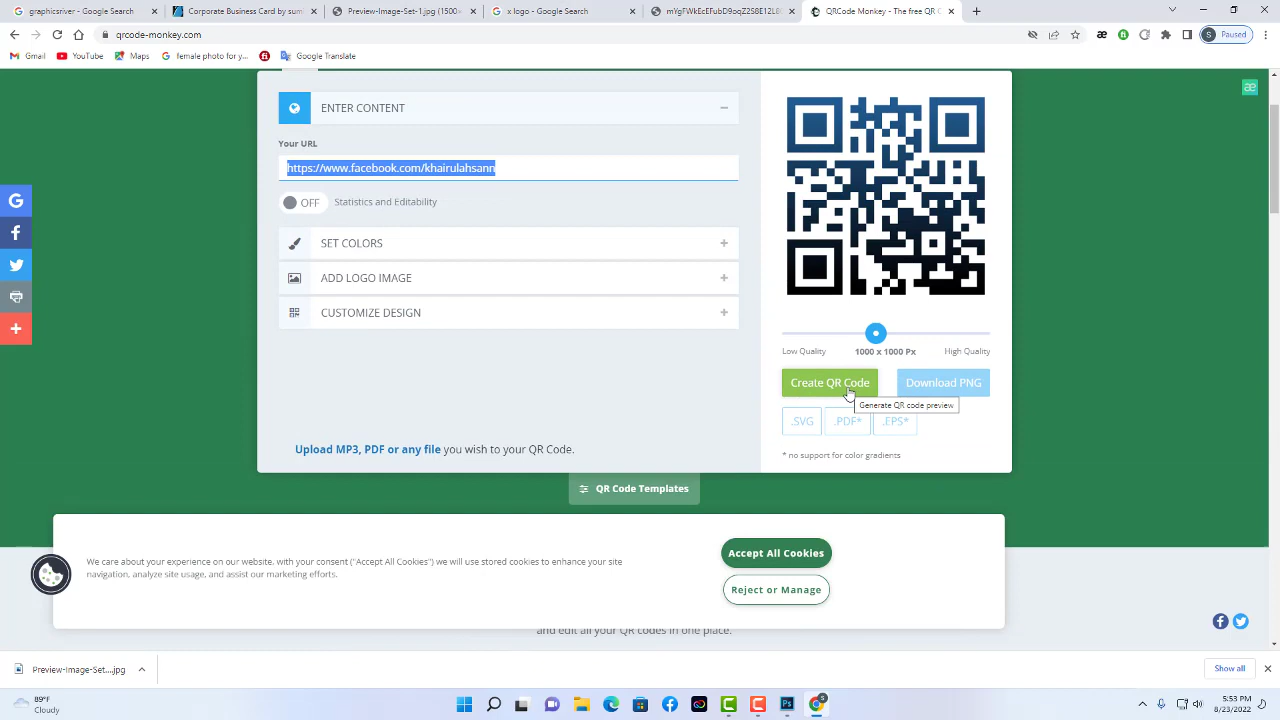 graphicriver - Google Search
Corporate Business Card by sum
Preview-Image-Set-1.jpg (1500×
x logo - Google Search
mYgFWkEcEFubD9oqZ2S8E12L8C
QRCode Monkey - The free QR C
qrcode-monkey.com
Paused
Gmail
YouTube
Maps
female photo for y...
Google Translate
ENTER CONTENT
Your URL
https://www.facebook.com/khairulahsann
OFF
Statistics and Editability
SET COLORS
ADD LOGO IMAGE
CUSTOMIZE DESIGN
Upload MP3, PDF or any file you wish to your QR Code.
Low Quality
1000 x 1000 Px
High Quality
Create QR Code
Download PNG
Generate QR code preview
.SVG
.PDF*
.EPS*
* no support for color gradients
QR Code Templates
We care about your experience on our website, with your consent ("Accept All Cookies") we will use stored cookies to enhance your site
navigation, analyze site usage, and assist our marketing efforts.
Accept All Cookies
Reject or Manage
and edit all your QR codes in one place.
Preview-Image-Set....jpg
Show all
89°F
Cloudy
5:53 PM
8/23/2022